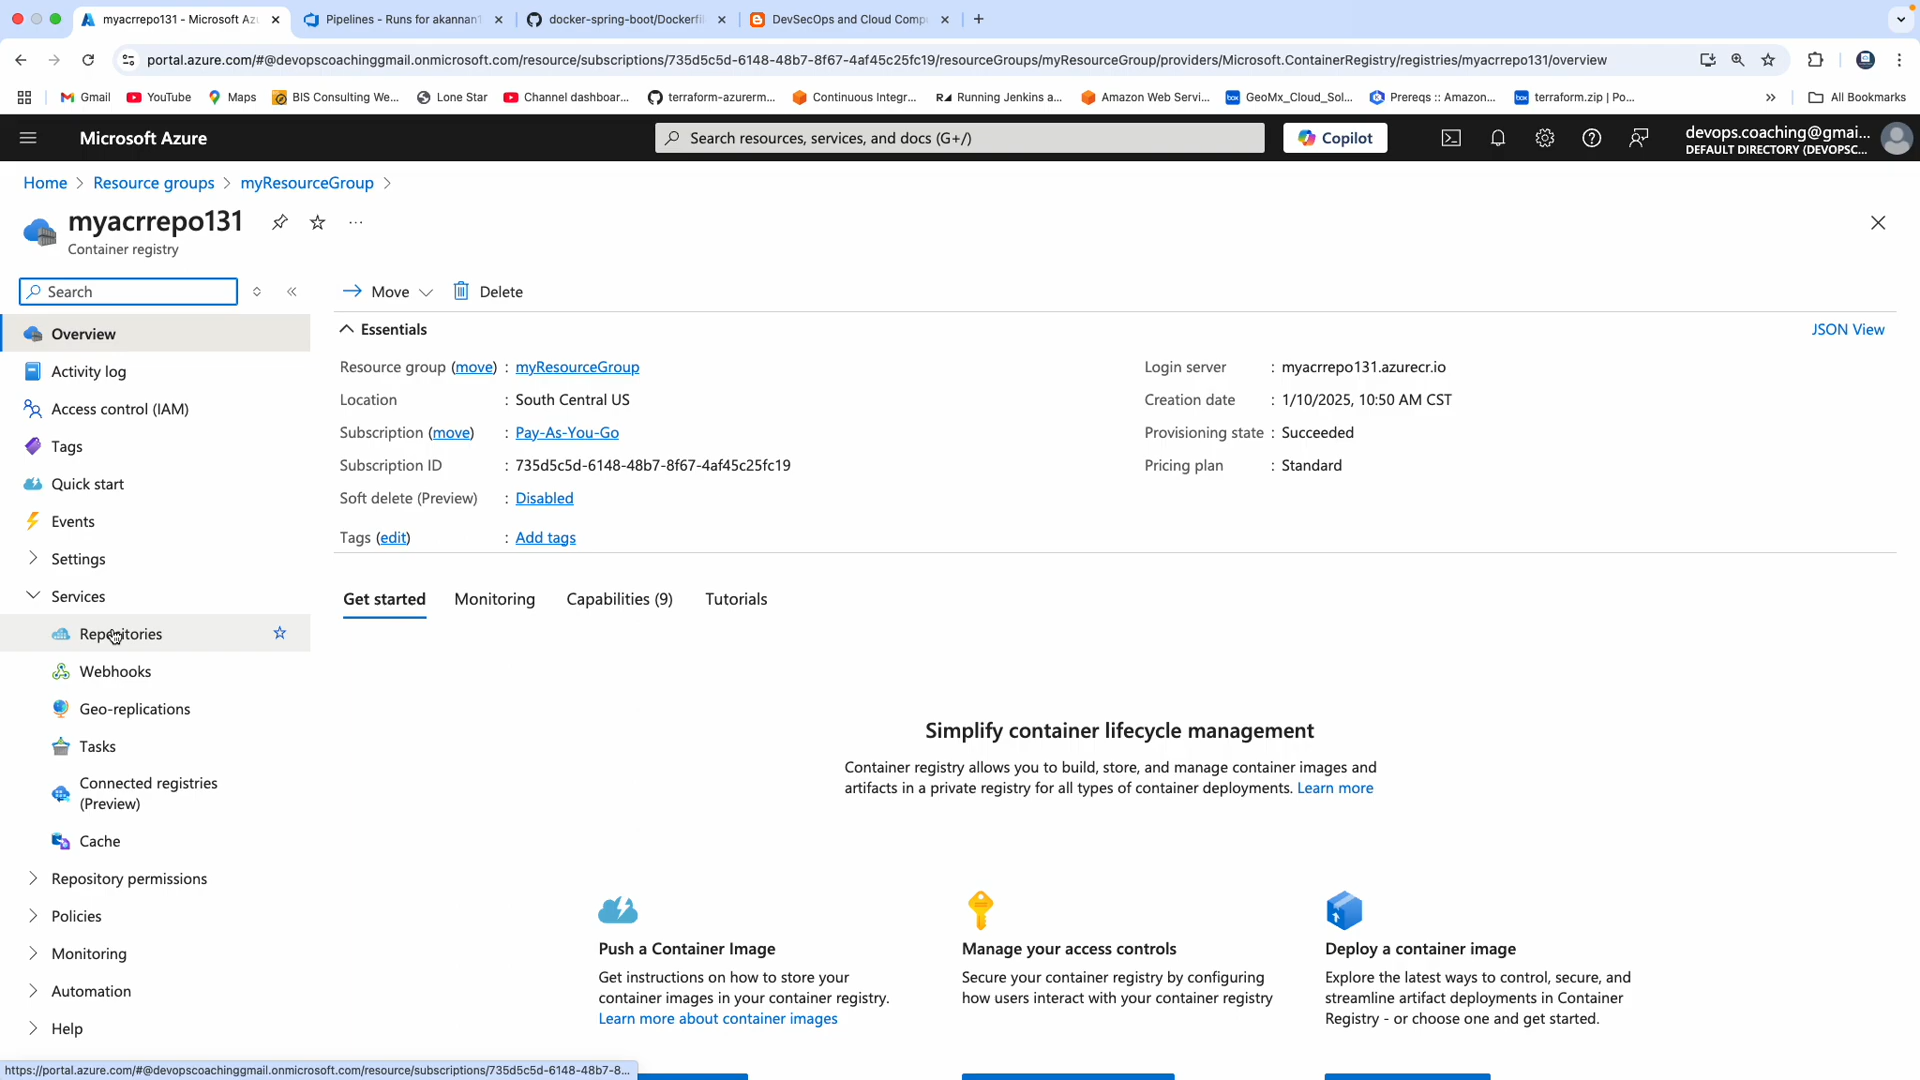 myacrrepo131 - Microsoft Az
Pipelines - Runs for akannan1
docker-spring-boot/Dockerfil
DevSecOps and Cloud Comp
portal.azure.com/#@devopscoachinggmail.onmicrosoft.com/resource/subscriptions/735d5c5d-6148-48b7-8f67-4af45c25fc19/resourceGroups/myResourceGroup/providers/Microsoft.ContainerRegistry/registries/myacrrepo131/overview
Gmail
YouTube
Maps
BIS Consulting We...
Lone Star
Channel dashboar...
terraform-azurerm...
Continuous Integr...
Running Jenkins a...
Amazon Web Servi...
GeoMx_Cloud_Sol...
Prereqs :: Amazon...
terraform.zip | Po...
All Bookmarks
Microsoft Azure
Search resources, services, and docs (G+/)
Copilot
devops.coaching@gmai...
DEFAULT DIRECTORY (DEVOPSC...
Home > Resource groups > myResourceGroup >
myacrrepo131
Container registry
Search
Move
Delete
Overview
Activity log
Access control (IAM)
Tags
Quick start
Events
Settings
Services
Repositories
Webhooks
Geo-replications
Tasks
Connected registries
(Preview)
Cache
Repository permissions
Policies
Monitoring
Automation
Help
Essentials
JSON View
Resource group (move) : myResourceGroup
Location : South Central US
Subscription (move) : Pay-As-You-Go
Subscription ID : 735d5c5d-6148-48b7-8f67-4af45c25fc19
Soft delete (Preview) : Disabled
Tags (edit) : Add tags
Login server : myacrrepo131.azurecr.io
Creation date : 1/10/2025, 10:50 AM CST
Provisioning state : Succeeded
Pricing plan : Standard
Get started
Monitoring
Capabilities (9)
Tutorials
Simplify container lifecycle management
Container registry allows you to build, store, and manage container images and
artifacts in a private registry for all types of container deployments. Learn more
Push a Container Image
Get instructions on how to store your
container images in your container registry.
Learn more about container images
Manage your access controls
Secure your container registry by configuring
how users interact with your container registry
Deploy a container image
Explore the latest ways to control, secure, and
streamline artifact deployments in Container
Registry - or choose one and get started.
https://portal.azure.com/#@devopscoachinggmail.onmicrosoft.com/resource/subscriptions/735d5c5d-6148-48b7-8...